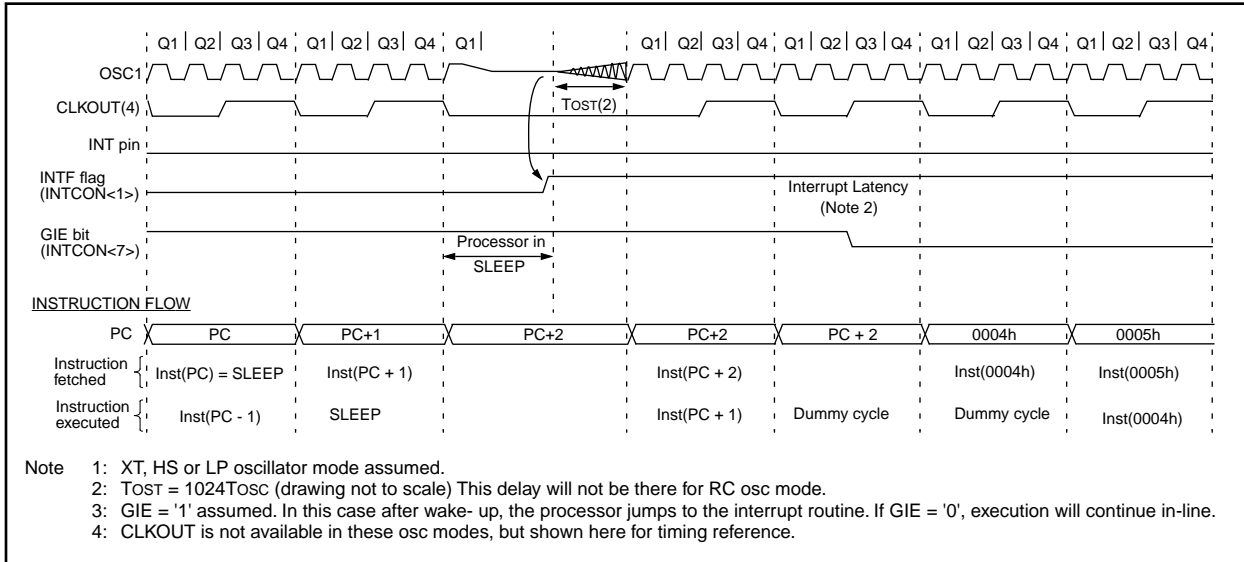 Q1 Q2 Q3 Q4 Q1 Q2 Q3 Q4 Q1 Q1 Q2 Q3 Q4 Q1 Q2 Q3 Q4 Q1 Q2 Q3 Q4 Q1 Q2 Q3 Q4
OSC1
TOST(2)
CLKOUT(4)
INT pin
INTF flag
(INTCON<1>)
Interrupt Latency
(Note 2)
GIE bit
(INTCON<7>)
Processor in
SLEEP
INSTRUCTION FLOW
PC PC PC+1 PC+2 PC+2 PC + 2 0004h 0005h
Instruction
fetched
Inst(PC) = SLEEP Inst(PC + 1) Inst(PC + 2) Inst(0004h) Inst(0005h)
Instruction
executed
Inst(PC - 1) SLEEP Inst(PC + 1) Dummy cycle Dummy cycle Inst(0004h)
Note 1: XT, HS or LP oscillator mode assumed.
2: TOST = 1024TOSC (drawing not to scale) This delay will not be there for RC osc mode.
3: GIE = '1' assumed. In this case after wake- up, the processor jumps to the interrupt routine. If GIE = '0', execution will continue in-line.
4: CLKOUT is not available in these osc modes, but shown here for timing reference.